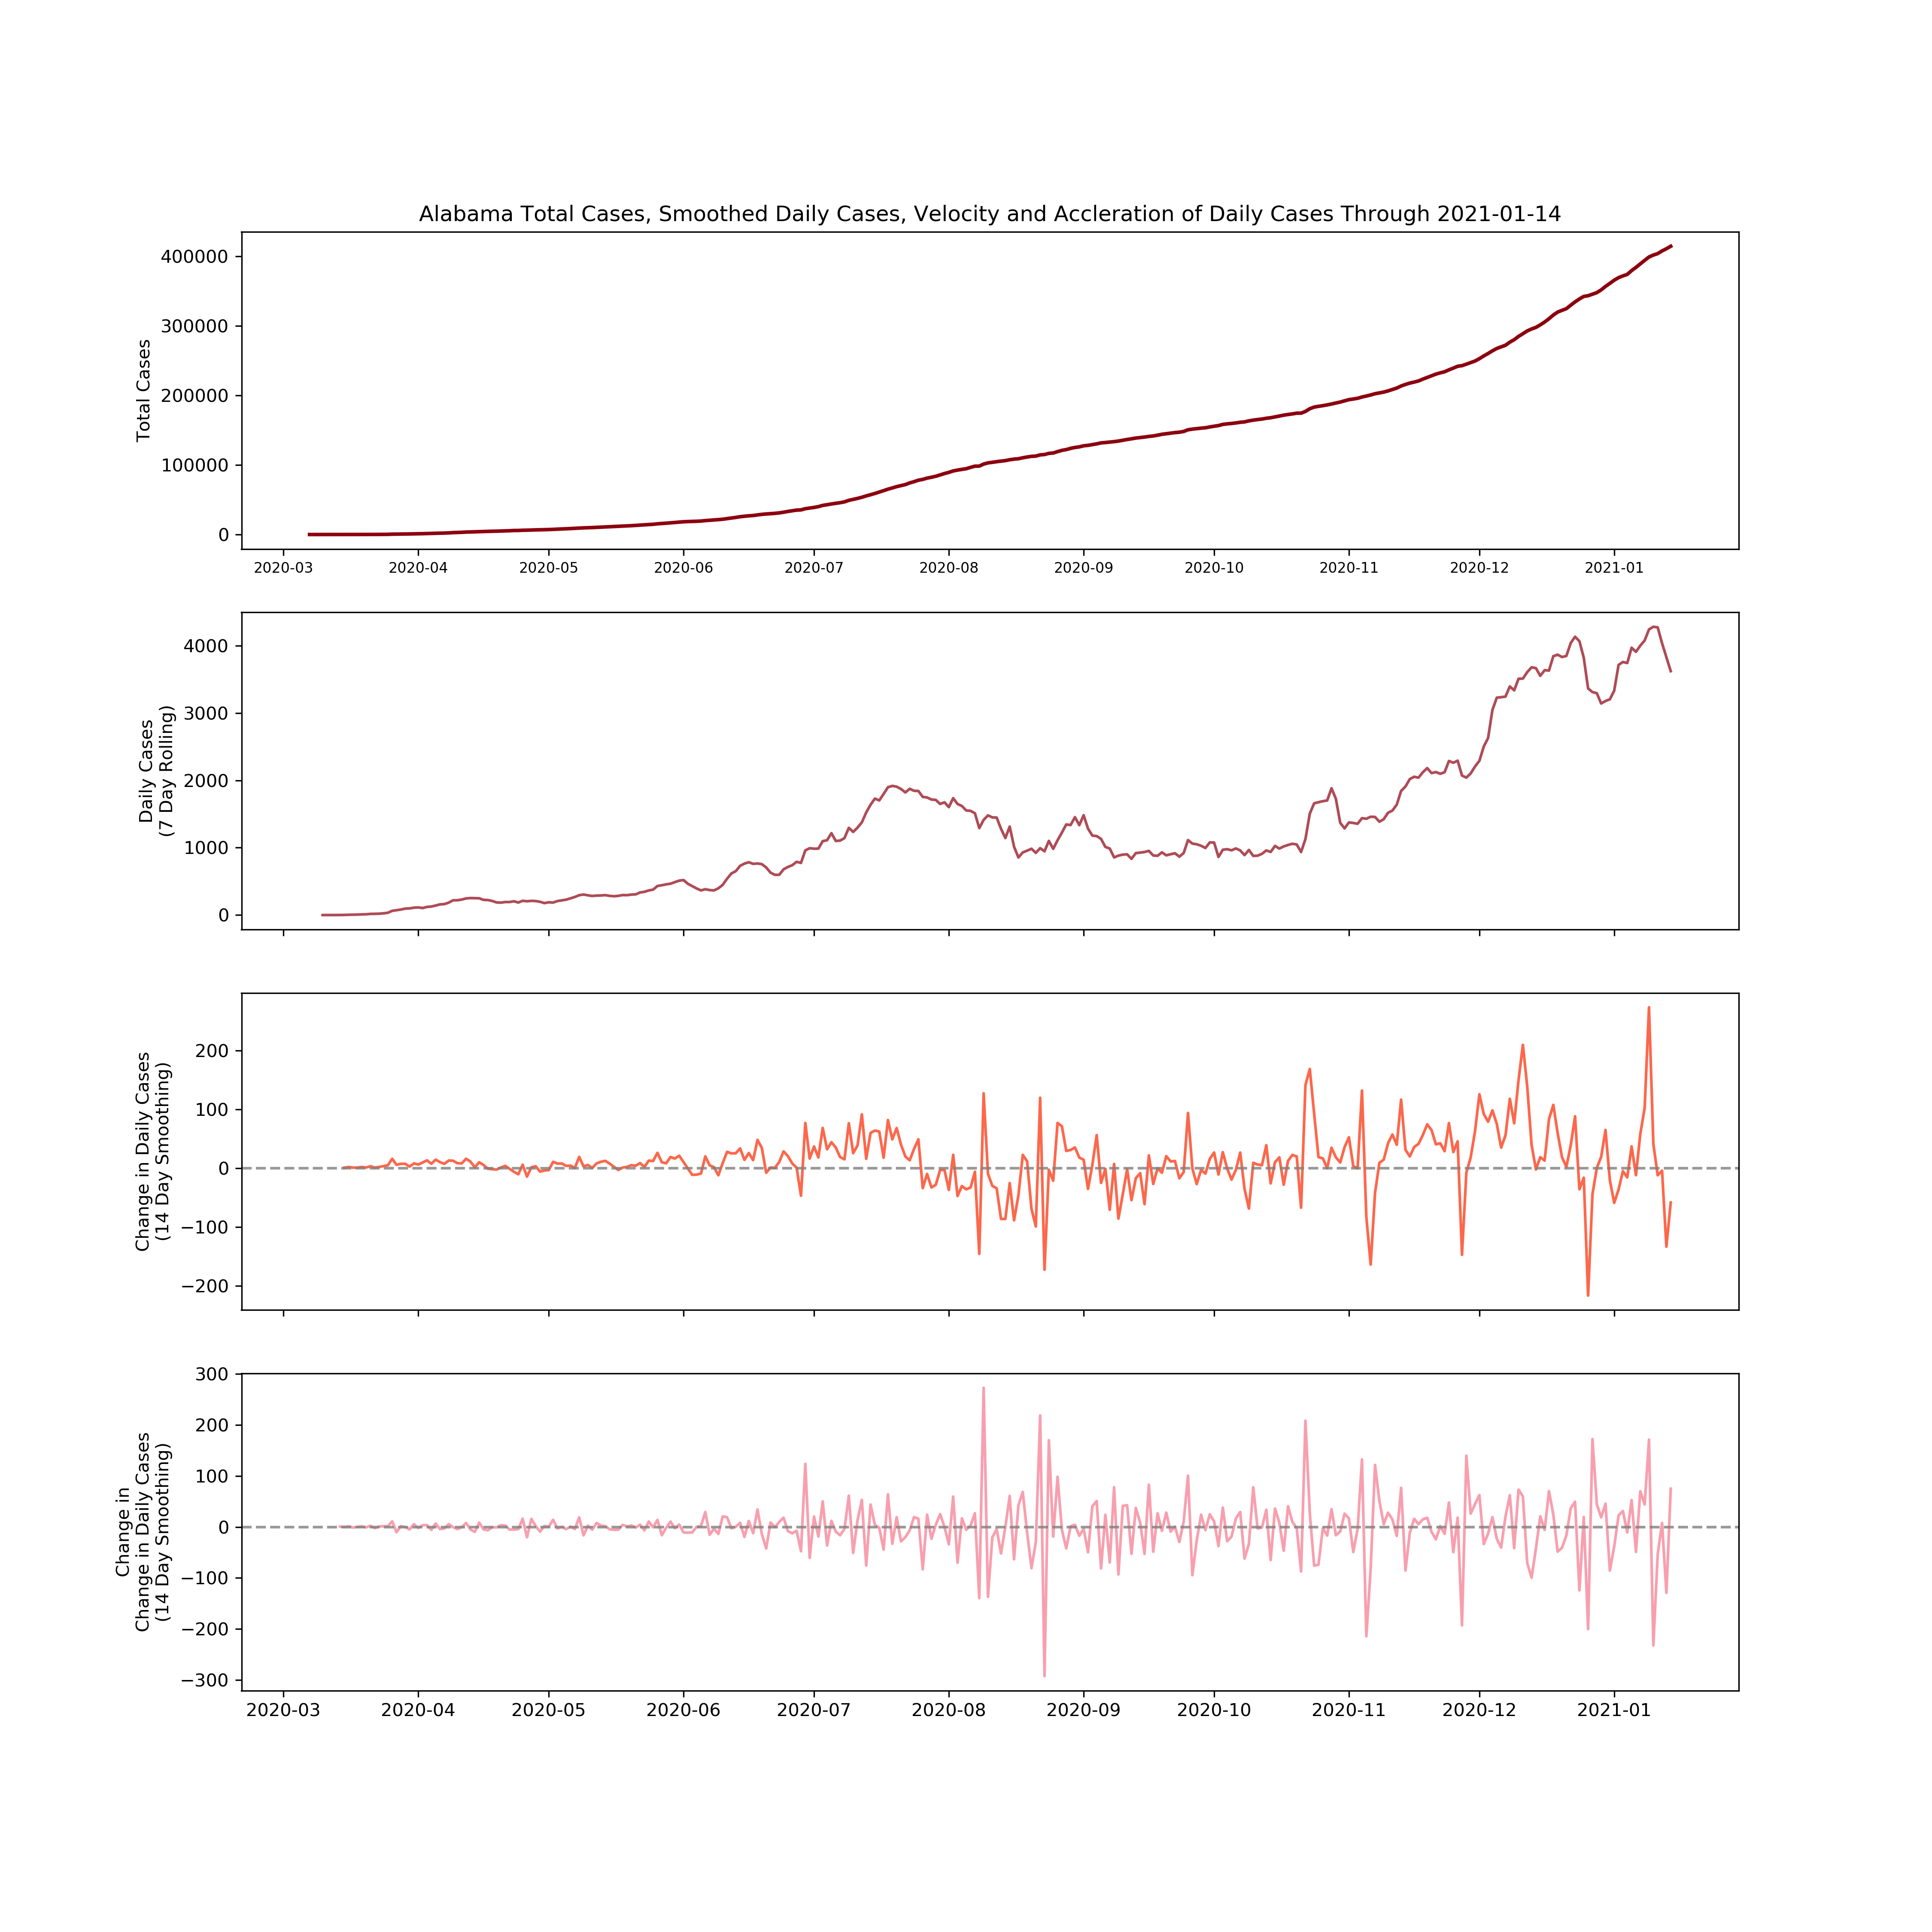 Alabama Total Cases, Smoothed Daily Cases, Velocity and Accleration of Daily Cases Through 2021-01-14
Total Cases
400000
300000
200000
100000
0
2020-03 2020-04 2020-05 2020-06 2020-07 2020-08 2020-09 2020-10 2020-11 2020-12 2021-01
Daily Cases
(7 Day Rolling)
4000
3000
2000
1000
0
Change in Daily Cases
(14 Day Smoothing)
200
100
0
−100
−200
Change in
Change in Daily Cases
(14 Day Smoothing)
300
200
100
0
−100
−200
−300
2020-03 2020-04 2020-05 2020-06 2020-07 2020-08 2020-09 2020-10 2020-11 2020-12 2021-01